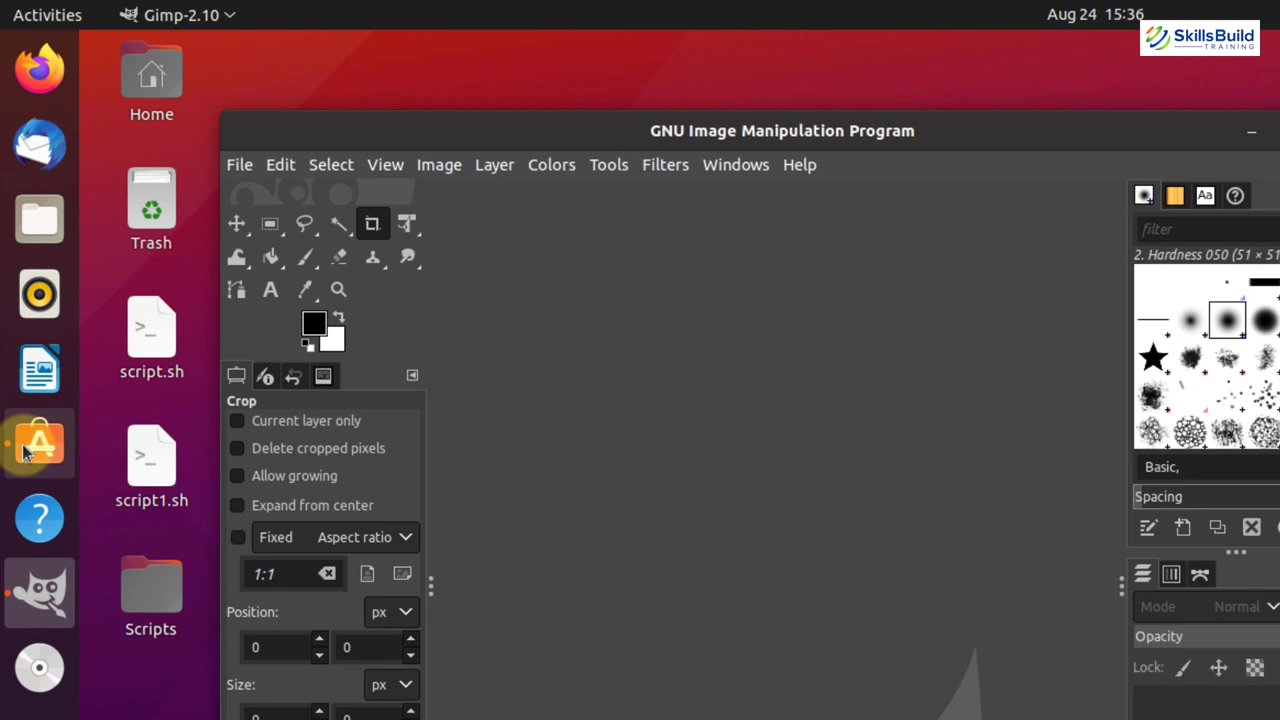 Activities
Gimp-2.10
Aug 24 15:36
SkillsBuild
TRAINING
Home
Trash
script.sh
script1.sh
Scripts
GNU Image Manipulation Program
File Edit Select View Image Layer Colors Tools Filters Windows Help
Crop
Current layer only
Delete cropped pixels
Allow growing
Expand from center
Fixed Aspect ratio
1:1
Position: px
0 0
Size: px
0 0
filter
2. Hardness 050 (51 × 51
Basic,
Spacing
Mode Normal
Opacity
Lock: